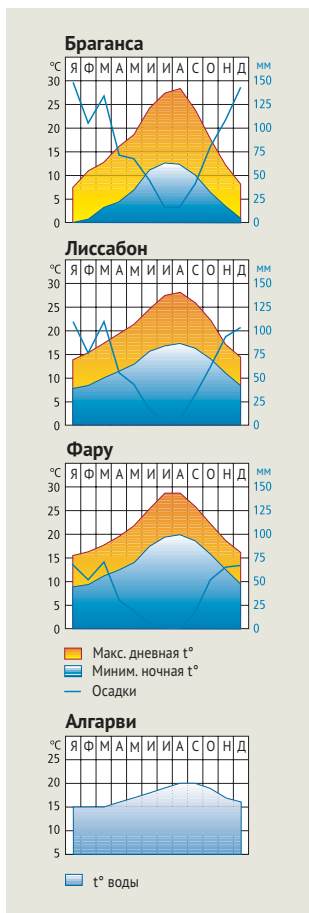 Браганса
°C Я Ф М А М И И А С О Н Д мм
30 150
25 125
20 100
15 75
10 50
5 25
0 0
Лиссабон
°C Я Ф М А М И И А С О Н Д мм
30 150
25 125
20 100
15 75
10 50
5 25
0 0
Фару
°C Я Ф М А М И И А С О Н Д мм
30 150
25 125
20 100
15 75
10 50
5 25
0 0
Макс. дневная t°
Миним. ночная t°
Осадки
Алгарви
°C Я Ф М А М И И А С О Н Д
25
20
15
10
5
t° воды